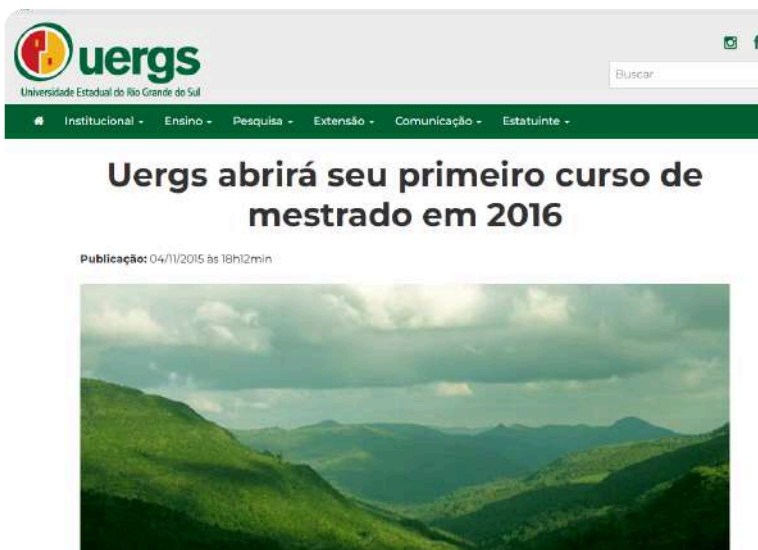 uergs
Universidade Estadual do Rio Grande do Sul
Buscar
Institucional Ensino Pesquisa Extensão Comunicação Estatuinte
Uergs abrirá seu primeiro curso de
mestrado em 2016
Publicação: 04/11/2015 às 18h12min